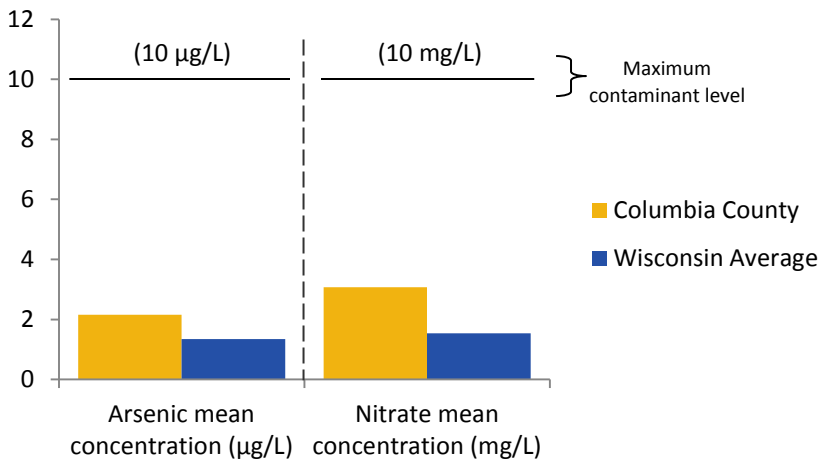 12
10
8
6
4
2
0
(10 µg/L)
(10 mg/L)
Maximum
contaminant level
Columbia County
Wisconsin Average
Arsenic mean
concentration (µg/L)
Nitrate mean
concentration (mg/L)